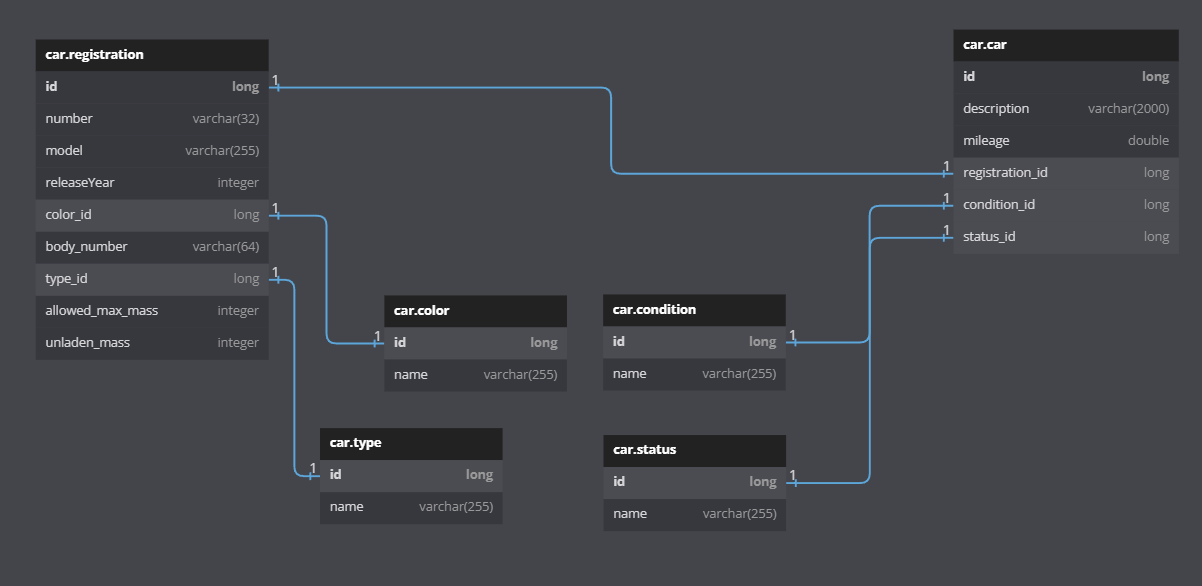 car.registration
id long
number varchar(32)
model varchar(255)
releaseYear integer
color_id long
body_number varchar(64)
type_id long
allowed_max_mass integer
unladen_mass integer
1
1
1
car.car
id long
description varchar(2000)
mileage double
1 registration_id long
1 condition_id long
1 status_id long
car.color
1 id long
name varchar(255)
car.condition
id long 1
name varchar(255)
car.type
1 id long
name varchar(255)
car.status
id long 1
name varchar(255)